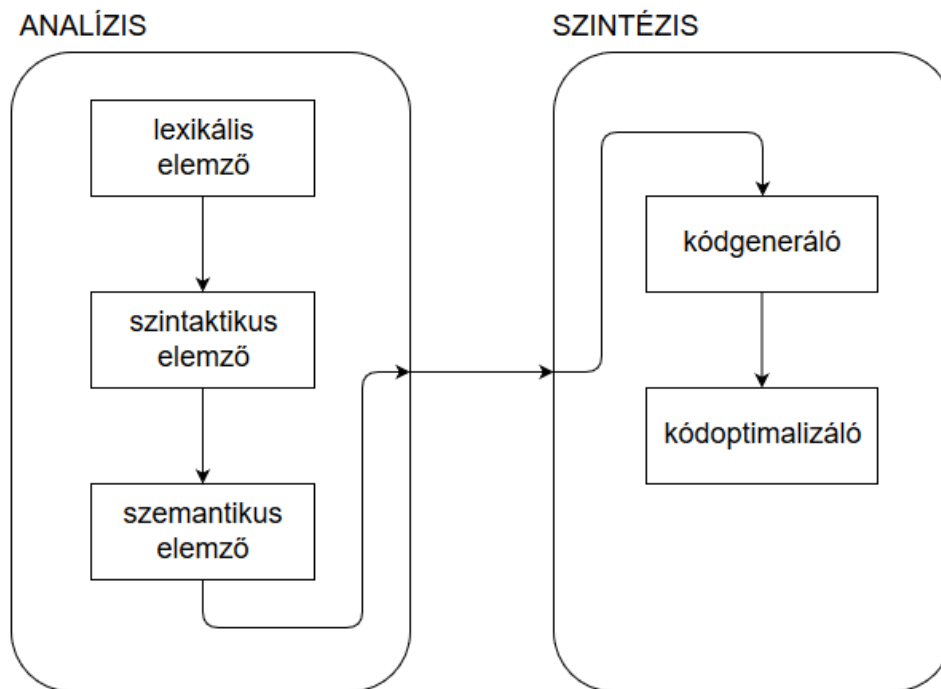 ANALÍZIS
lexikális
elemző
szintaktikus
elemző
szemantikus
elemző
SZINTÉZIS
kódgeneráló
kódoptimalizáló